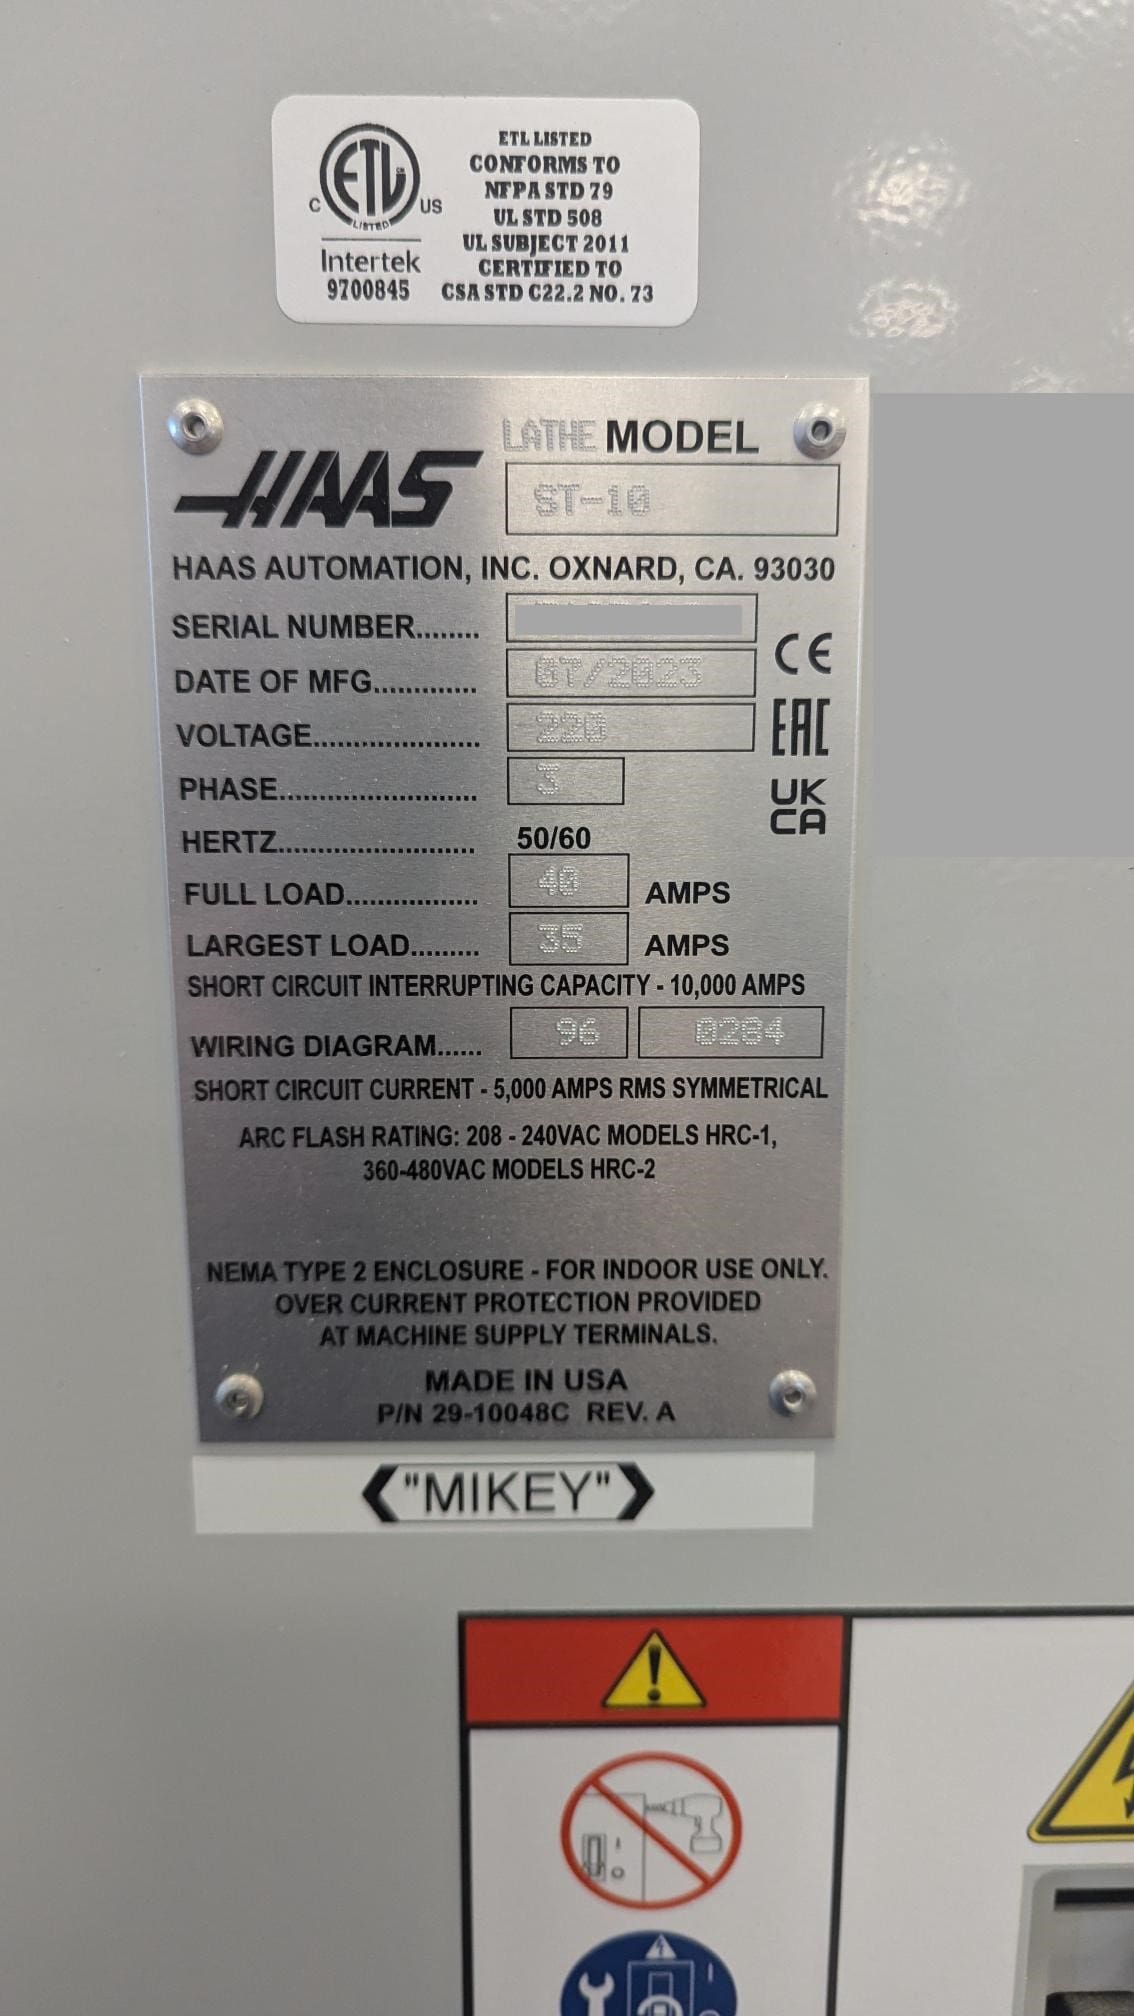 ETL LISTED
CONFORMS TO
NFPA STD 79
UL STD 508
UL SUBJECT 2011
CERTIFIED TO
CSA STD C22.2 NO. 73
C ETL CM US
LISTED
Intertek
9700845
LATHE MODEL
HAAS
ST-10
HAAS AUTOMATION, INC. OXNARD, CA. 93030
SERIAL NUMBER........
DATE OF MFG............. 07/2023
CE
VOLTAGE...................... 220
EAC
PHASE......................... 3
UK
CA
HERTZ......................... 50/60
FULL LOAD.................. 40 AMPS
LARGEST LOAD......... 35 AMPS
SHORT CIRCUIT INTERRUPTING CAPACITY - 10,000 AMPS
WIRING DIAGRAM...... 96 0284
SHORT CIRCUIT CURRENT - 5,000 AMPS RMS SYMMETRICAL
ARC FLASH RATING: 208 - 240VAC MODELS HRC-1,
360-480VAC MODELS HRC-2
NEMA TYPE 2 ENCLOSURE - FOR INDOOR USE ONLY.
OVER CURRENT PROTECTION PROVIDED
AT MACHINE SUPPLY TERMINALS.
MADE IN USA
P/N 29-10048C REV. A
"MIKEY"